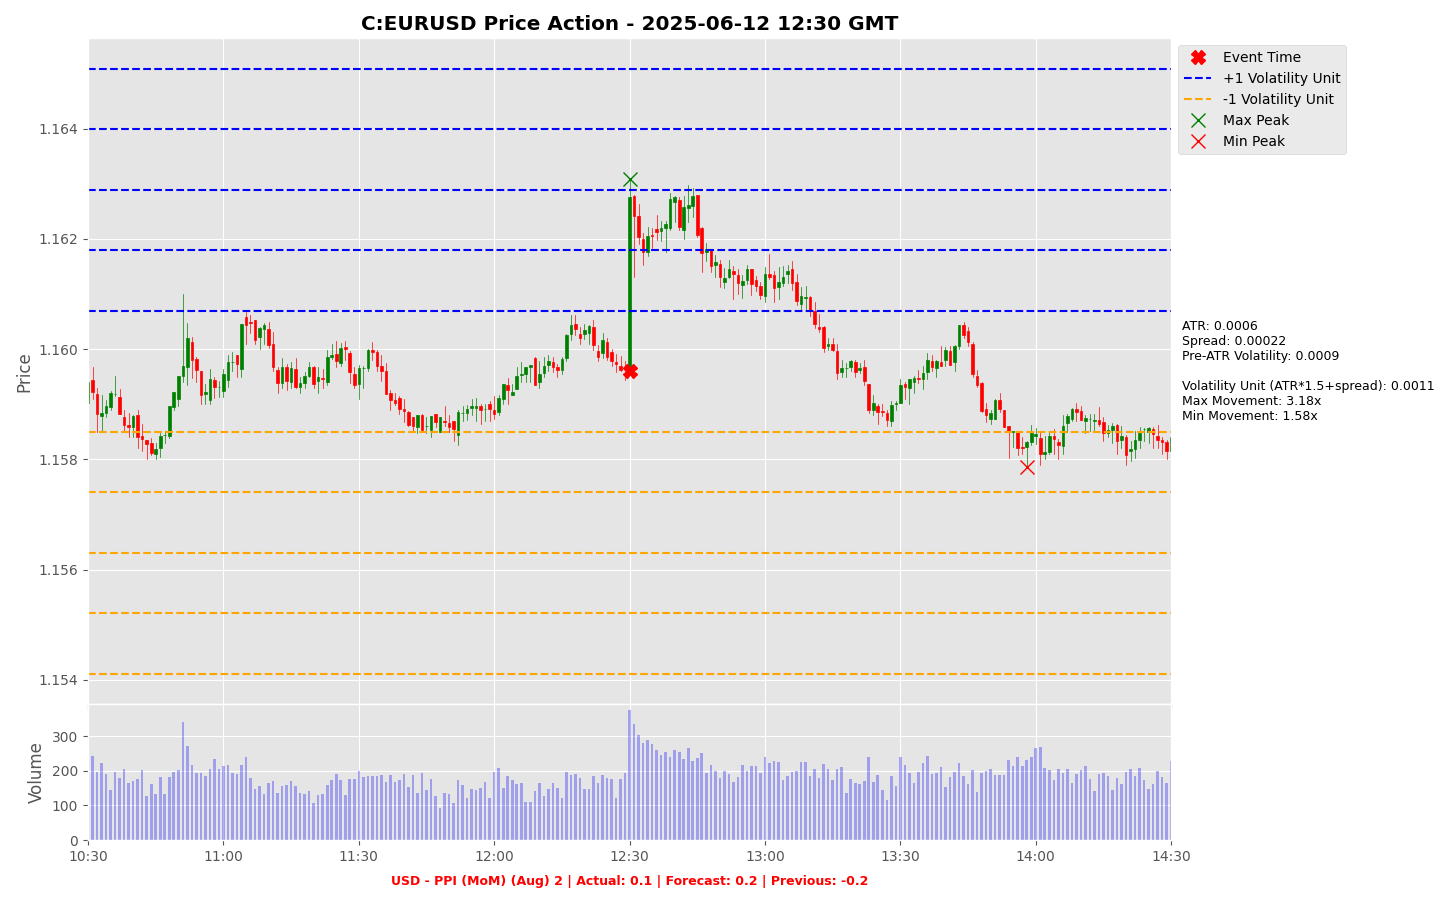 C:EURUSD Price Action - 2025-06-12 12:30 GMT
Event Time
+1 Volatility Unit
-1 Volatility Unit
Max Peak
Min Peak
Price
1.164
1.162
1.160
1.158
1.156
1.154
ATR: 0.0006
Spread: 0.00022
Pre-ATR Volatility: 0.0009
Volatility Unit (ATR*1.5+spread): 0.0011
Max Movement: 3.18x
Min Movement: 1.58x
Volume
300
200
100
0
10:30 11:00 11:30 12:00 12:30 13:00 13:30 14:00 14:30
USD - PPI (MoM) (Aug) 2 | Actual: 0.1 | Forecast: 0.2 | Previous: -0.2